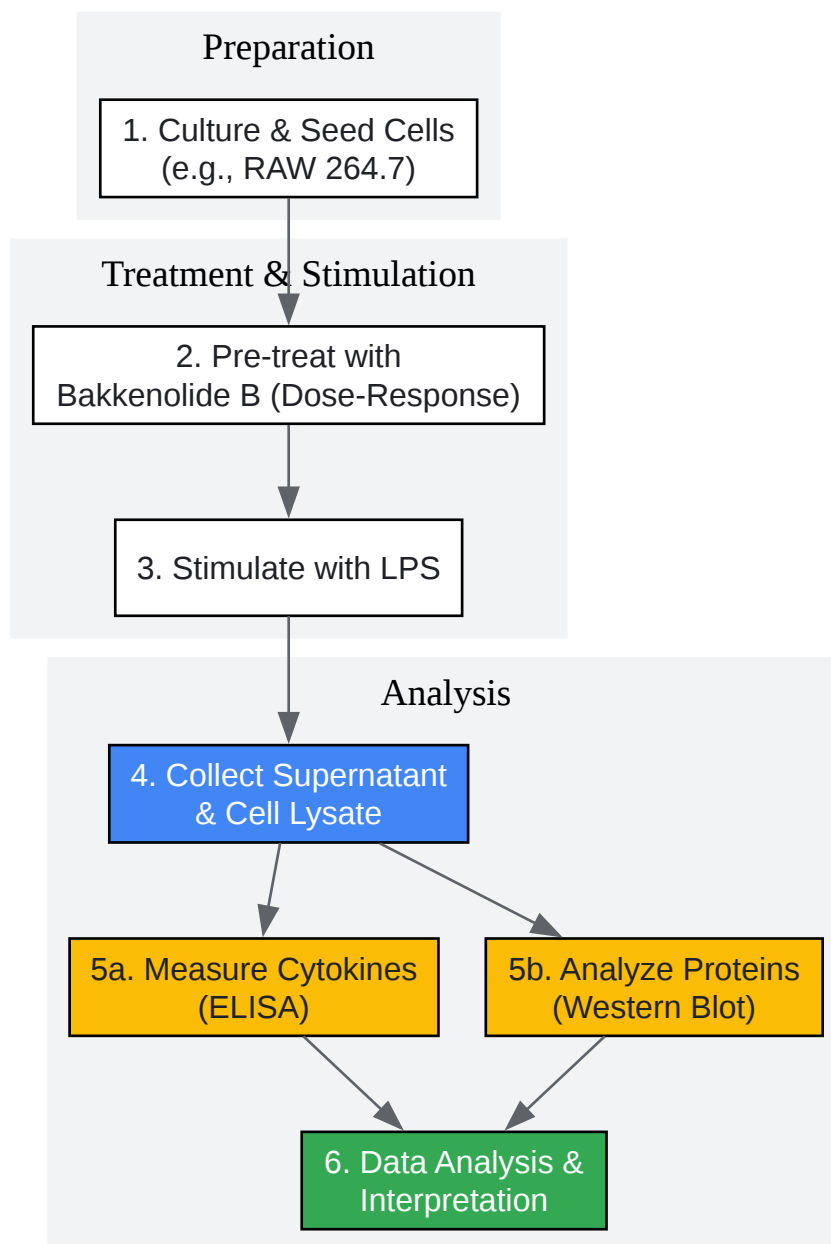 Preparation
1. Culture & Seed Cells
(e.g., RAW 264.7)
Treatment & Stimulation
2. Pre-treat with
Bakkenolide B (Dose-Response)
3. Stimulate with LPS
Analysis
4. Collect Supernatant
& Cell Lysate
5a. Measure Cytokines
(ELISA)
5b. Analyze Proteins
(Western Blot)
6. Data Analysis &
Interpretation